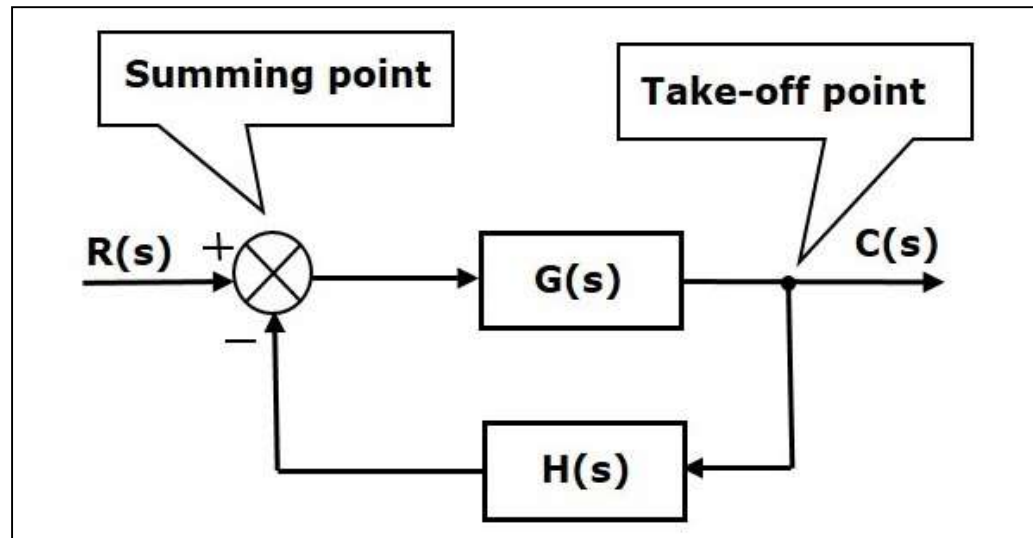 Summing point
Take-off point
R(s)
+
C(s)
G(s)
–
H(s)